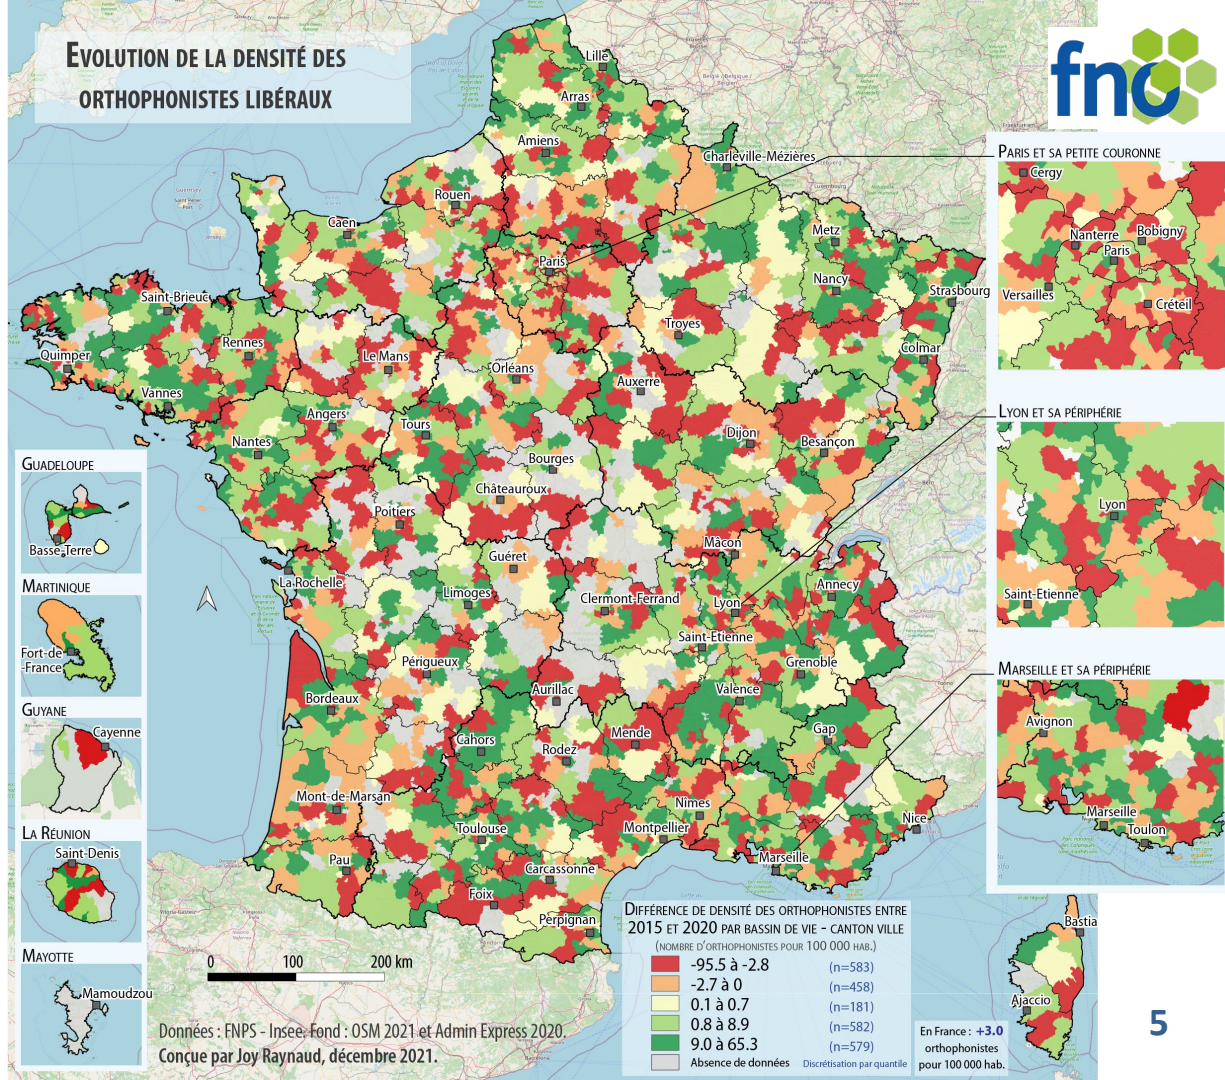 EVOLUTION DE LA DENSITÉ DES
ORTHOPHONISTES LIBÉRAUX
fno
PARIS ET SA PETITE COURONNE
Cergy
Nanterre
Bobigny
Paris
Versailles
Créteil
LYON ET SA PÉRIPHÉRIE
Lyon
Saint-Etienne
MARSEILLE ET SA PÉRIPHÉRIE
Avignon
Marseille
Toulon
Lille
Arras
Amiens
Charleville-Mézières
Rouen
Caen
Metz
Paris
Nancy
Strasbourg
Saint-Brieuc
Troyes
Rennes
Colmar
Quimper
Le Mans
Orléans
Auxerre
Vannes
Angers
Tours
Nantes
Dijon
Besançon
Bourges
Châteauroux
Poitiers
Mâcon
Guéret
La Rochelle
Limoges
Clermont-Ferrand
Lyon
Annecy
Saint-Etienne
Périgueux
Grenoble
Bordeaux
Aurillac
Valence
Cahors
Rodez
Mende
Gap
Mont-de-Marsan
Nîmes
Toulouse
Montpellier
Nice
Pau
Marseille
Carcassonne
Foix
Perpignan
Bastia
Ajaccio
GUADELOUPE
Basse-Terre
MARTINIQUE
Fort-de
-France
GUYANE
Cayenne
LA RÉUNION
Saint-Denis
MAYOTTE
Mamoudzou
0 100 200 km
Données : FNPS - Insee. Fond : OSM 2021 et Admin Express 2020.
Conçue par Joy Raynaud, décembre 2021.
DIFFÉRENCE DE DENSITÉ DES ORTHOPHONISTES ENTRE
2015 ET 2020 PAR BASSIN DE VIE - CANTON VILLE
(NOMBRE D'ORTHOPHONISTES POUR 100 000 HAB.)
-95.5 à -2.8 (n=583)
-2.7 à 0 (n=458)
0.1 à 0.7 (n=181)
0.8 à 8.9 (n=582)
9.0 à 65.3 (n=579)
Absence de données Discrétisation par quantile
En France : +3.0
orthophonistes
pour 100 000 hab.
5